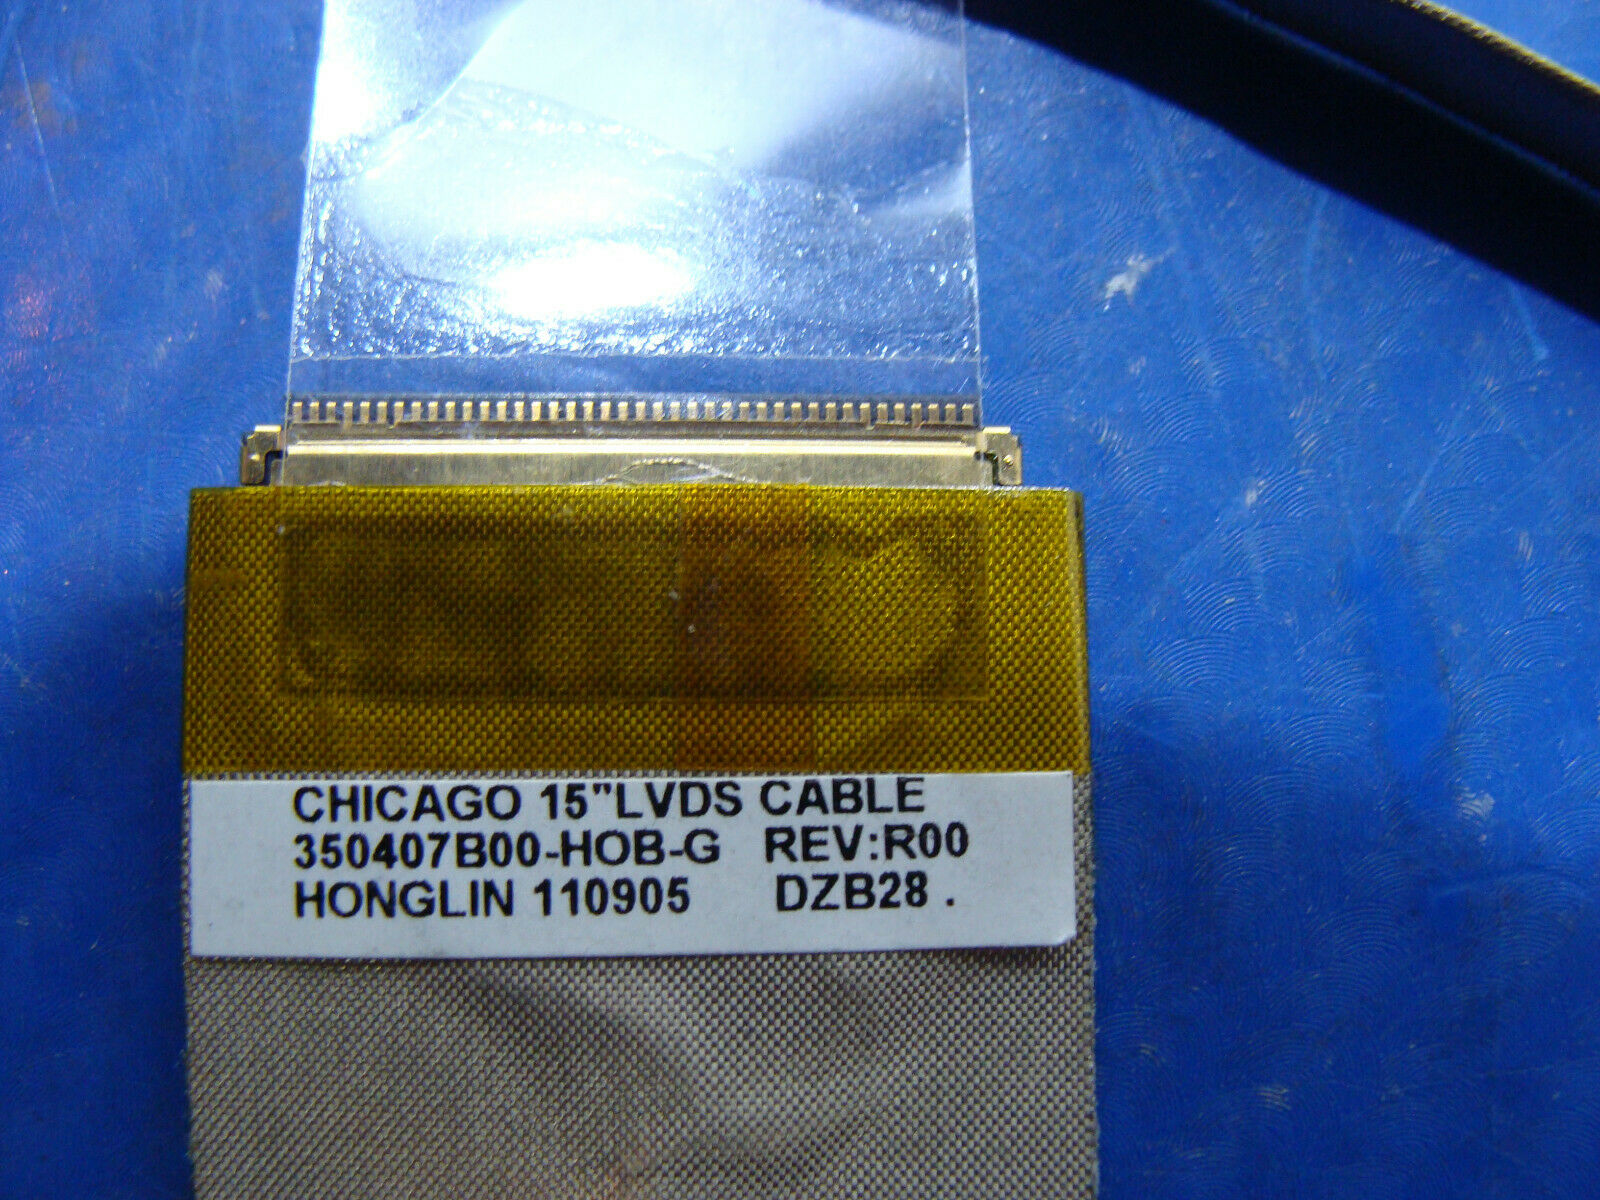 CHICAGO 15"LVDS CABLE
350407B00-HOB-G REV:R00
HONGLIN 110905 DZB28 .